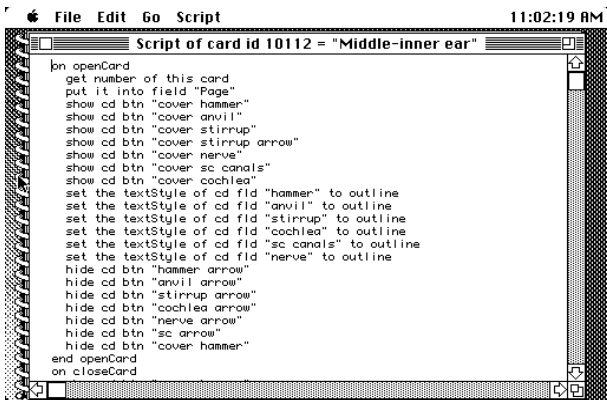 File Edit Go Script 11:02:19 AM
Script of card id 10112 = "Middle-inner ear"
on openCard
get number of this card
put it into field "Page"
show cd btn "cover hammer"
show cd btn "cover anvil"
show cd btn "cover stirrup"
show cd btn "cover stirrup arrow"
show cd btn "cover nerve"
show cd btn "cover sc canals"
show cd btn "cover cochlea"
set the textStyle of cd fld "hammer" to outline
set the textStyle of cd fld "anvil" to outline
set the textStyle of cd fld "stirrup" to outline
set the textStyle of cd fld "cochlea" to outline
set the textStyle of cd fld "sc canals" to outline
set the textStyle of cd fld "nerve" to outline
hide cd btn "hammer arrow"
hide cd btn "anvil arrow"
hide cd btn "stirrup arrow"
hide cd btn "cochlea arrow"
hide cd btn "nerve arrow"
hide cd btn "sc arrow"
hide cd btn "cover hammer"
end openCard
on closeCard